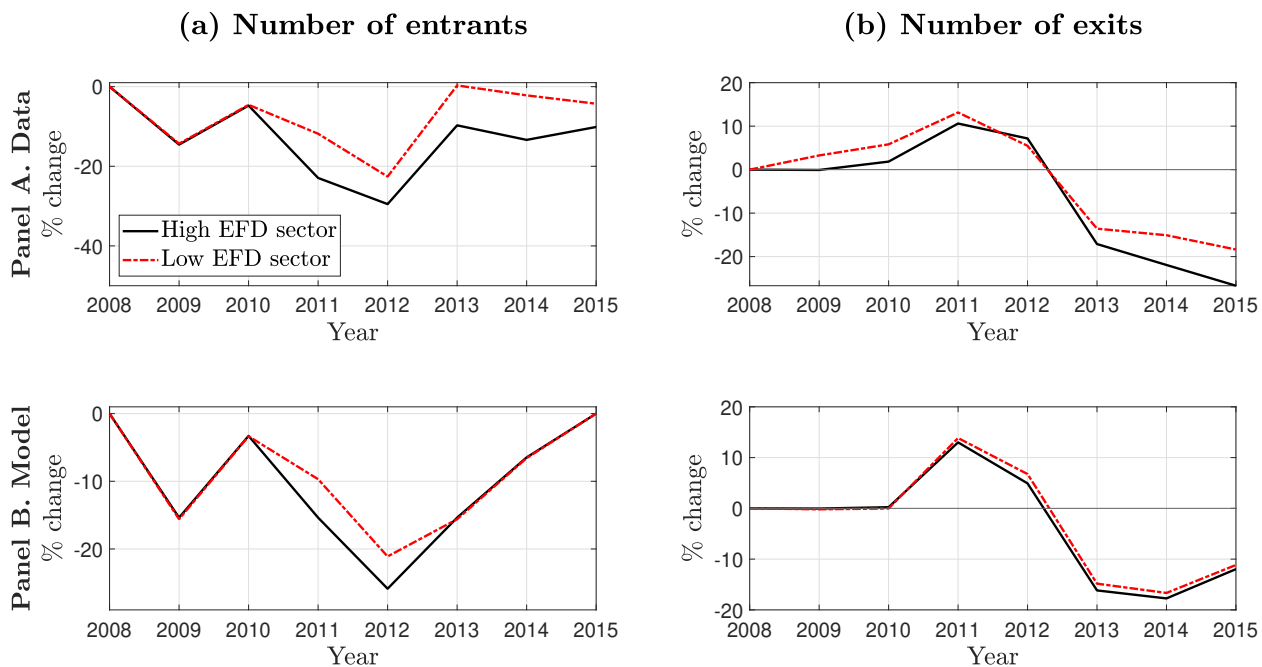 (a) Number of entrants
(b) Number of exits
Panel A. Data
% change
0
-20
-40
High EFD sector
Low EFD sector
2008 2009 2010 2011 2012 2013 2014 2015
Year
% change
20
10
0
-10
-20
2008 2009 2010 2011 2012 2013 2014 2015
Year
Panel B. Model
% change
0
-10
-20
2008 2009 2010 2011 2012 2013 2014 2015
Year
% change
20
10
0
-10
-20
2008 2009 2010 2011 2012 2013 2014 2015
Year